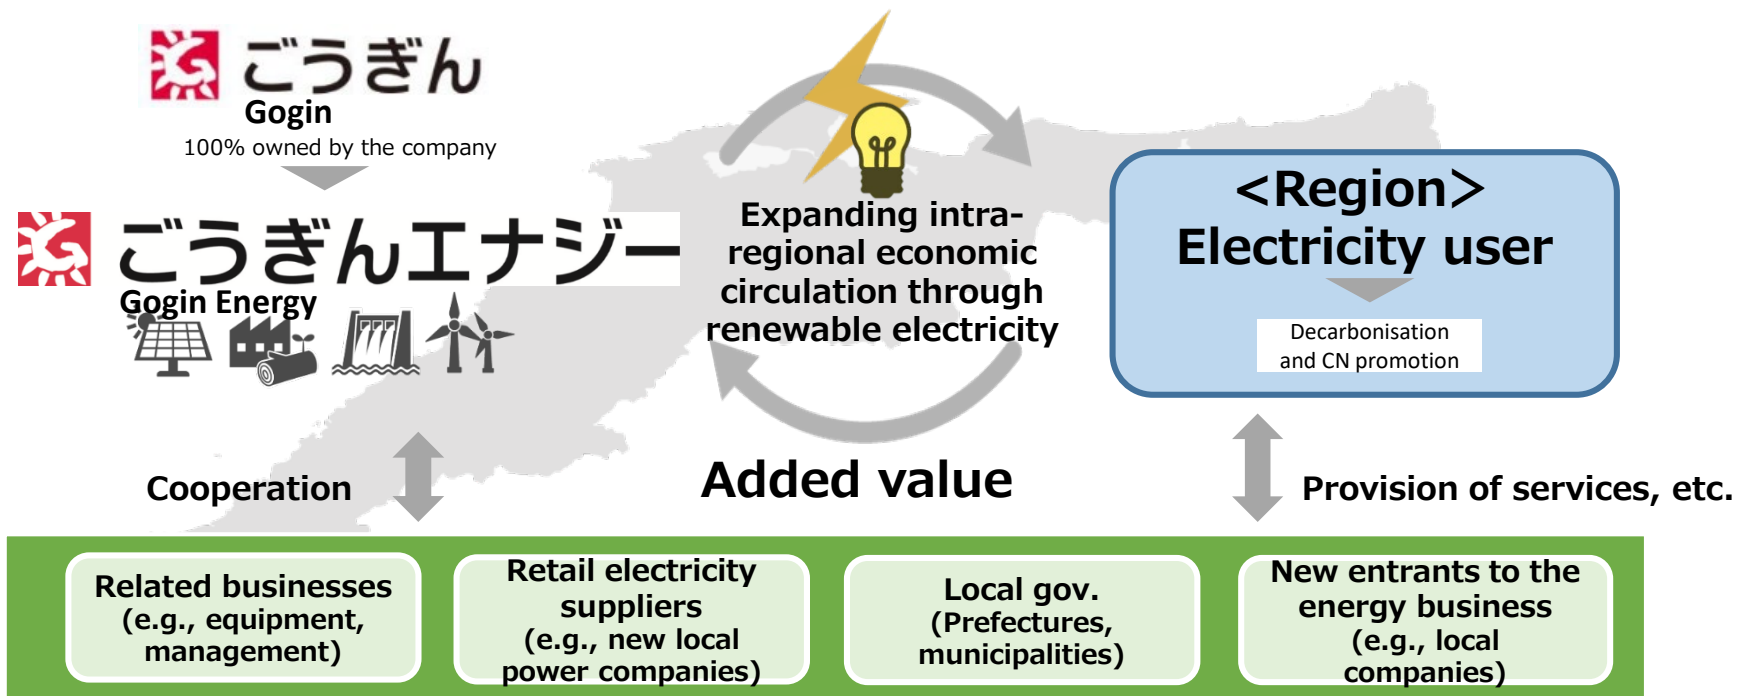 ごうぎん
Gogin
100% owned by the company
ごうぎんエナジー
Gogin Energy
Expanding intra-
regional economic
circulation through
renewable electricity
<Region>
Electricity user
Decarbonisation
and CN promotion
Cooperation
Added value
Provision of services, etc.
Related businesses
(e.g., equipment,
management)
Retail electricity
suppliers
(e.g., new local
power companies)
Local gov.
(Prefectures,
municipalities)
New entrants to the
energy business
(e.g., local
companies)